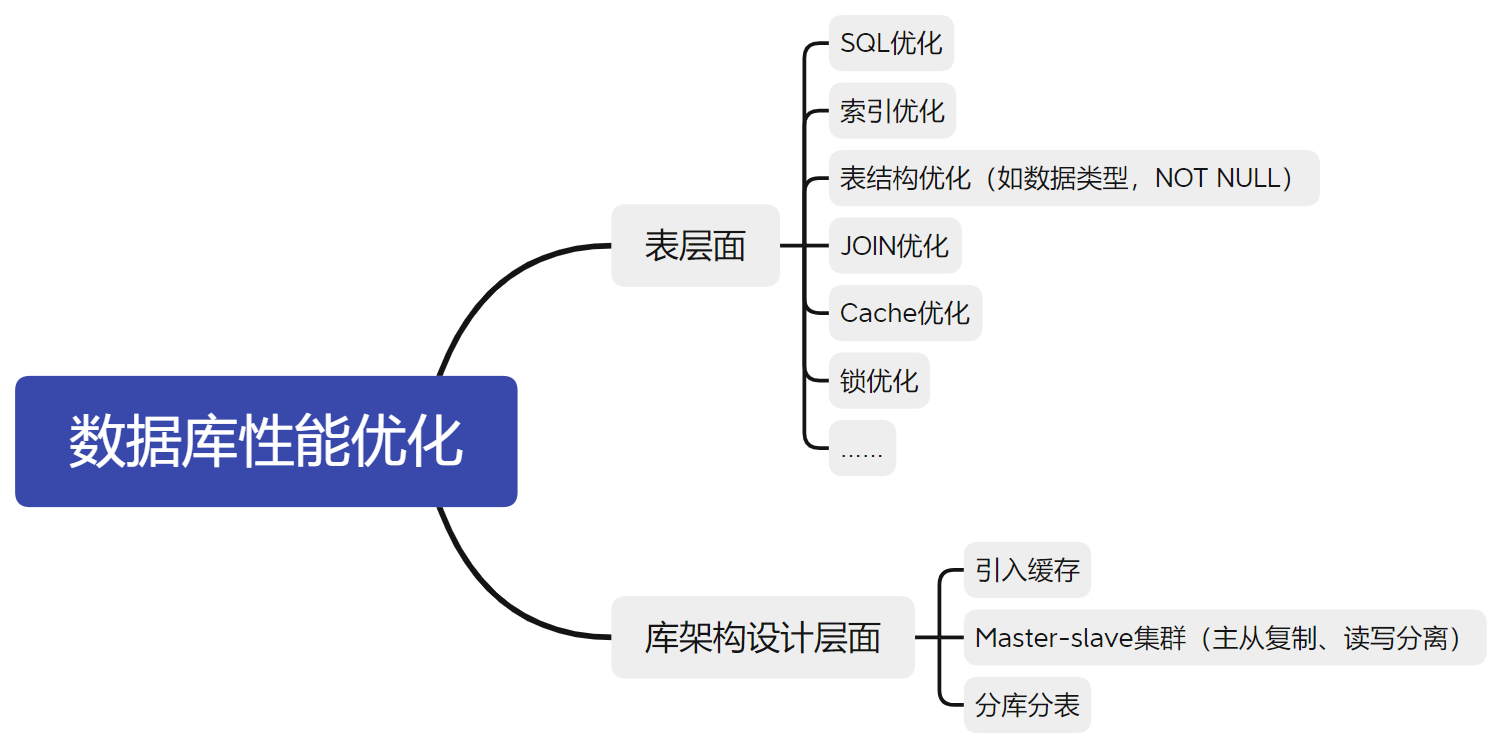 数据库性能优化
表层面
SQL优化
索引优化
表结构优化（如数据类型，NOT NULL）
JOIN优化
Cache优化
锁优化
……
库架构设计层面
引入缓存
Master-slave集群（主从复制、读写分离）
分库分表